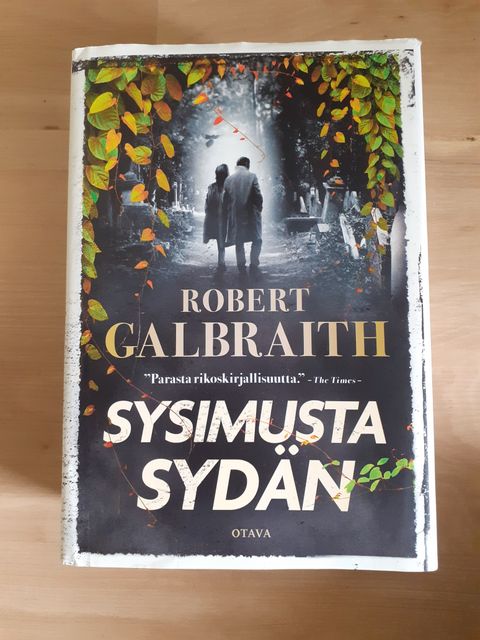 ROBERT
GALBRAITH
”Parasta rikoskirjallisuutta.” – The Times –
SYSIMUSTA
SYDÄN
OTAVA